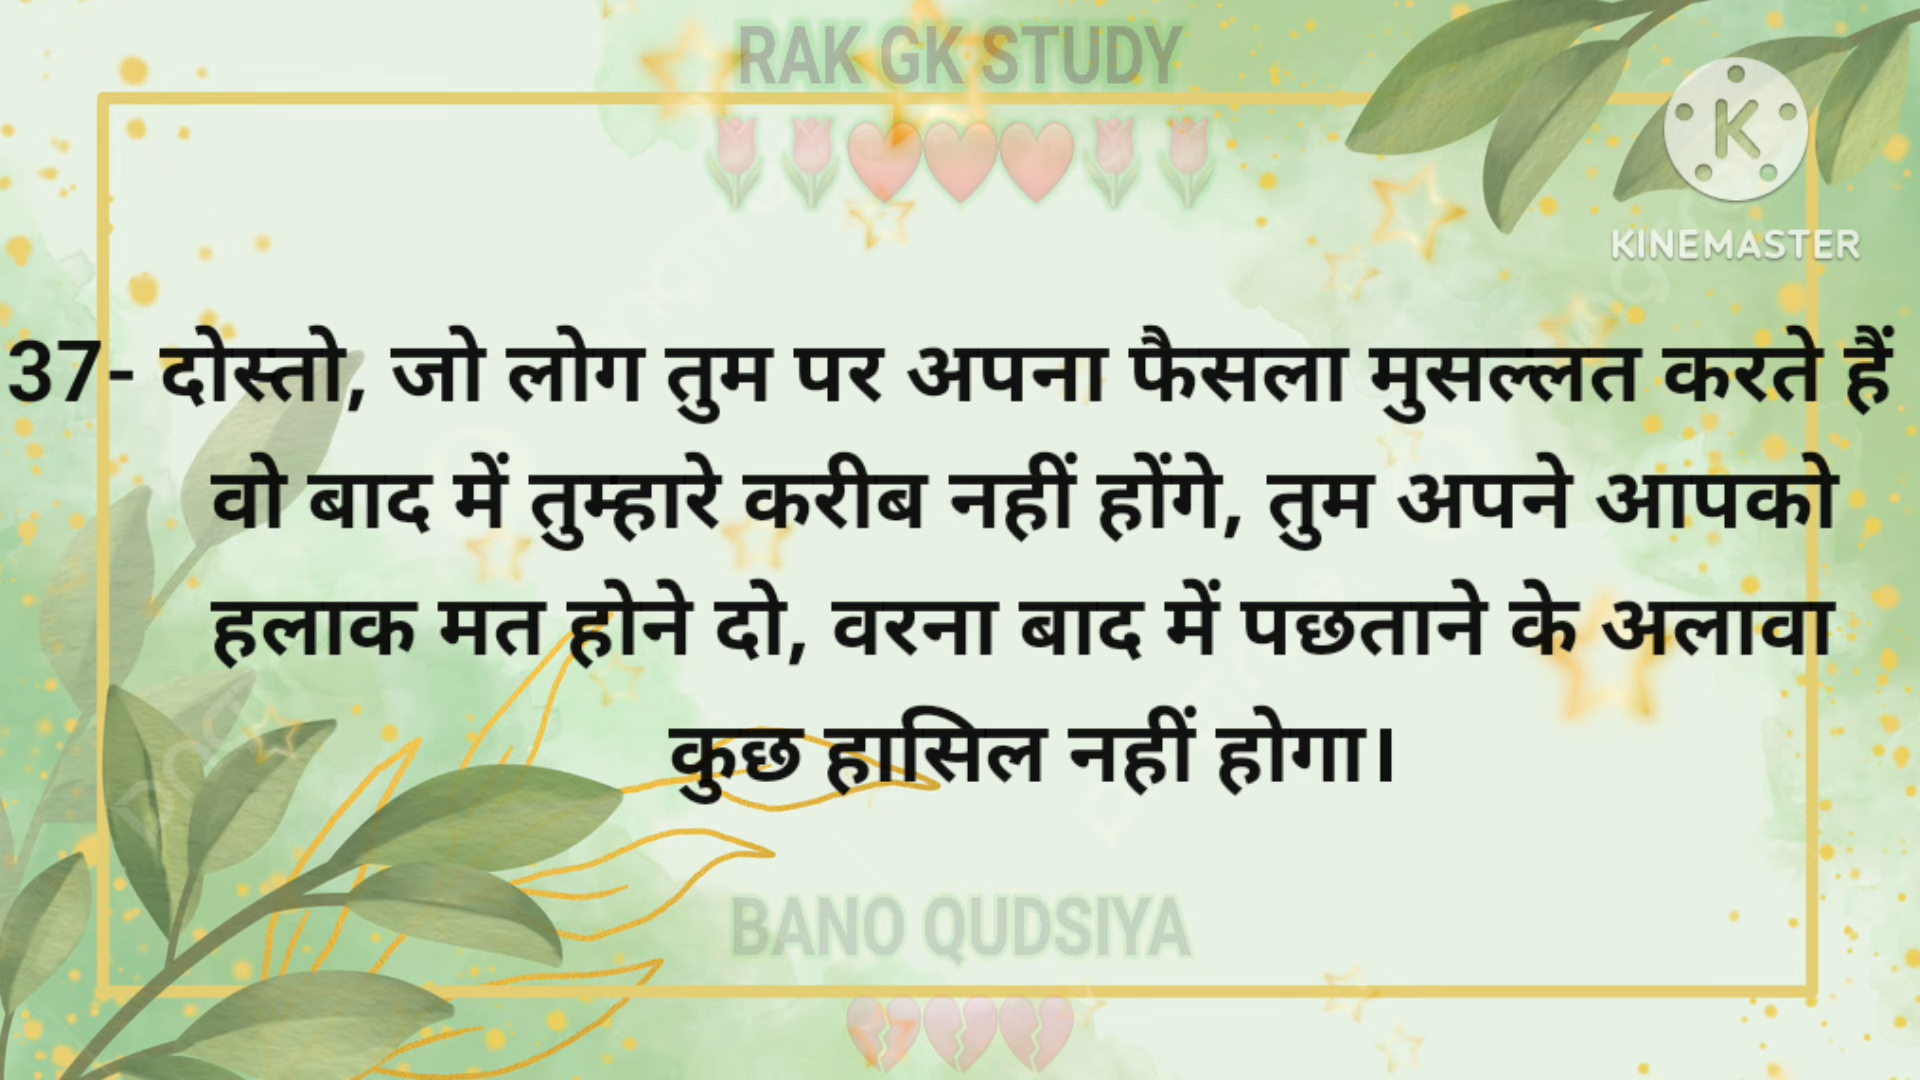 RAK GK STUDY
🌷🌷❤️❤️❤️🌷🌷
K
KINEMASTER
37- दोस्तो, जो लोग तुम पर अपना फैसला मुसल्लत करते हैं
वो बाद में तुम्हारे करीब नहीं होंगे, तुम अपने आपको
हलाक मत होने दो, वरना बाद में पछताने के अलावा
कुछ हासिल नहीं होगा।
BANO QUDSIYA
💔💔💔